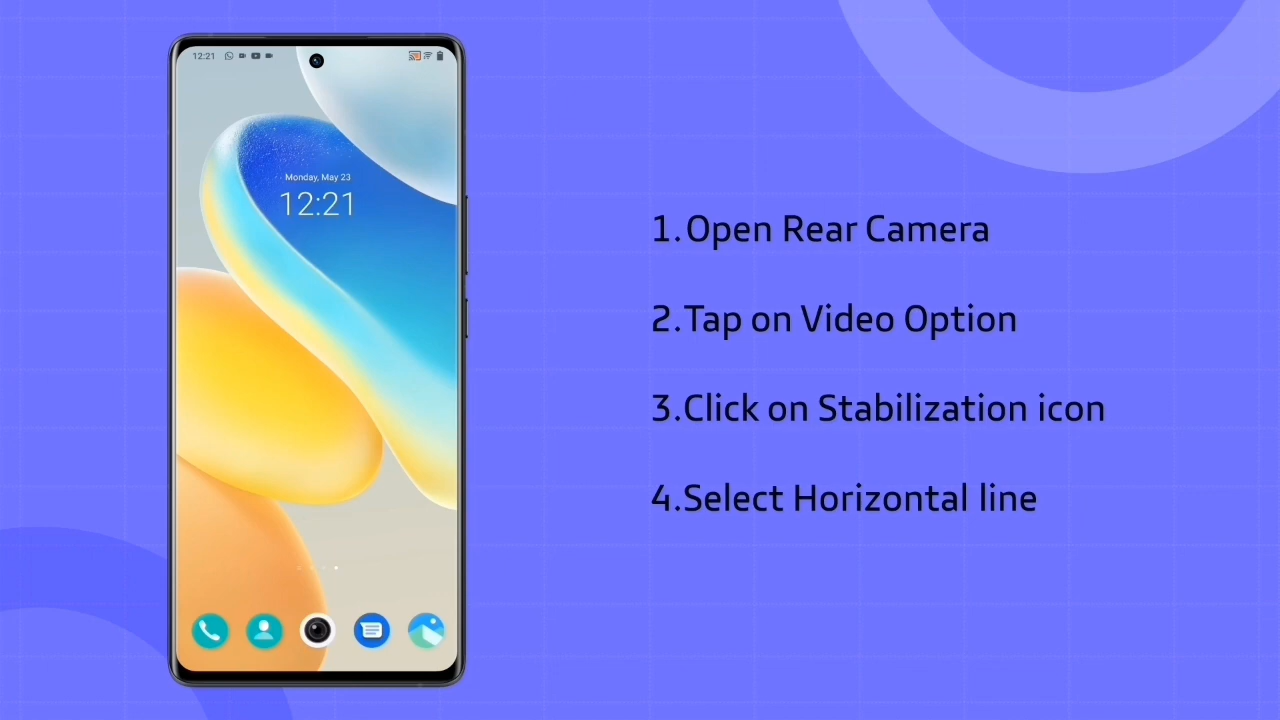 12:21
Monday, May 23
12:21
1.Open Rear Camera
2.Tap on Video Option
3.Click on Stabilization icon
4.Select Horizontal line